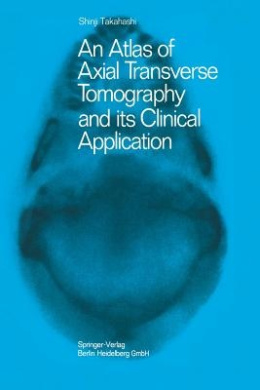 Shinji Takahashi
An Atlas of
Axial Transverse
Tomography
and its Clinical
Application
Springer-Verlag
Berlin Heidelberg GmbH